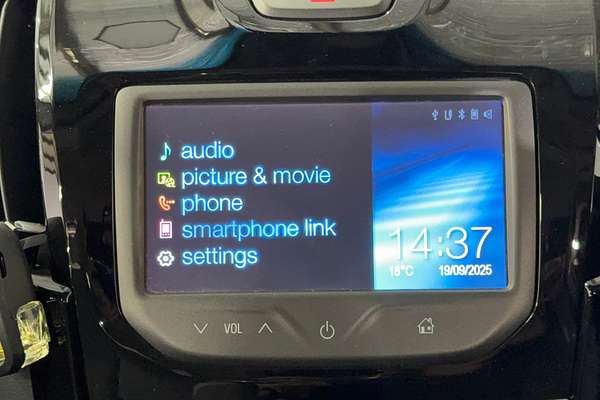 audio
picture & movie
phone
smartphone link
settings
14:37
18°C 19/09/2025
VOL